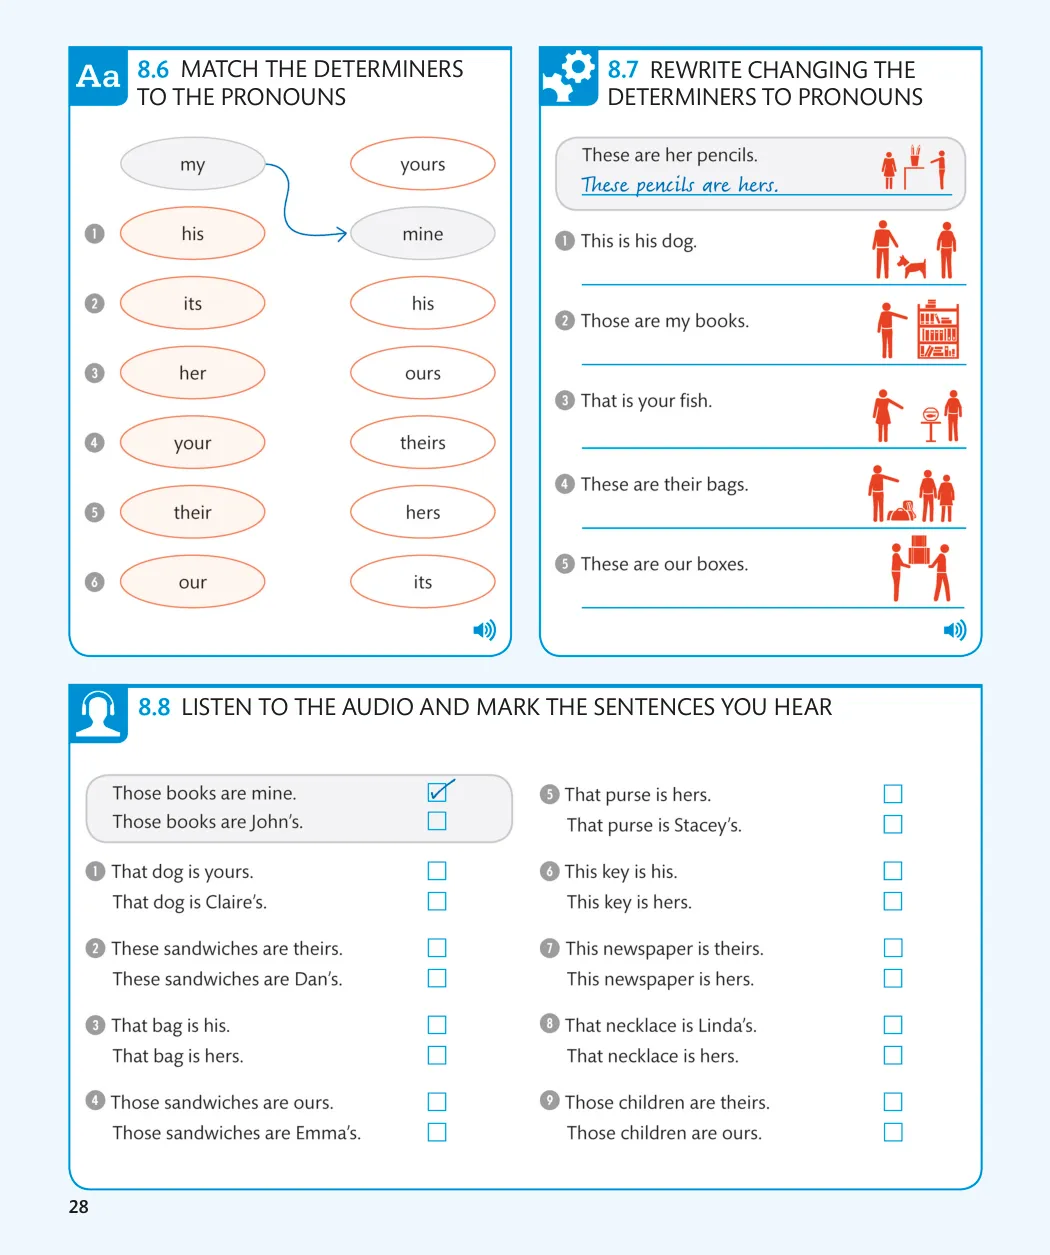 Aa
8.6 MATCH THE DETERMINERS
TO THE PRONOUNS
my
yours
1 his
mine
2 its
his
3 her
ours
4 your
theirs
5 their
hers
6 our
its
8.7 REWRITE CHANGING THE
DETERMINERS TO PRONOUNS
These are her pencils.
These pencils are hers.
1 This is his dog.
2 Those are my books.
3 That is your fish.
4 These are their bags.
5 These are our boxes.
8.8 LISTEN TO THE AUDIO AND MARK THE SENTENCES YOU HEAR
Those books are mine.
Those books are John’s.
1 That dog is yours.
That dog is Claire’s.
2 These sandwiches are theirs.
These sandwiches are Dan’s.
3 That bag is his.
That bag is hers.
4 Those sandwiches are ours.
Those sandwiches are Emma’s.
5 That purse is hers.
That purse is Stacey’s.
6 This key is his.
This key is hers.
7 This newspaper is theirs.
This newspaper is hers.
8 That necklace is Linda’s.
That necklace is hers.
9 Those children are theirs.
Those children are ours.
28